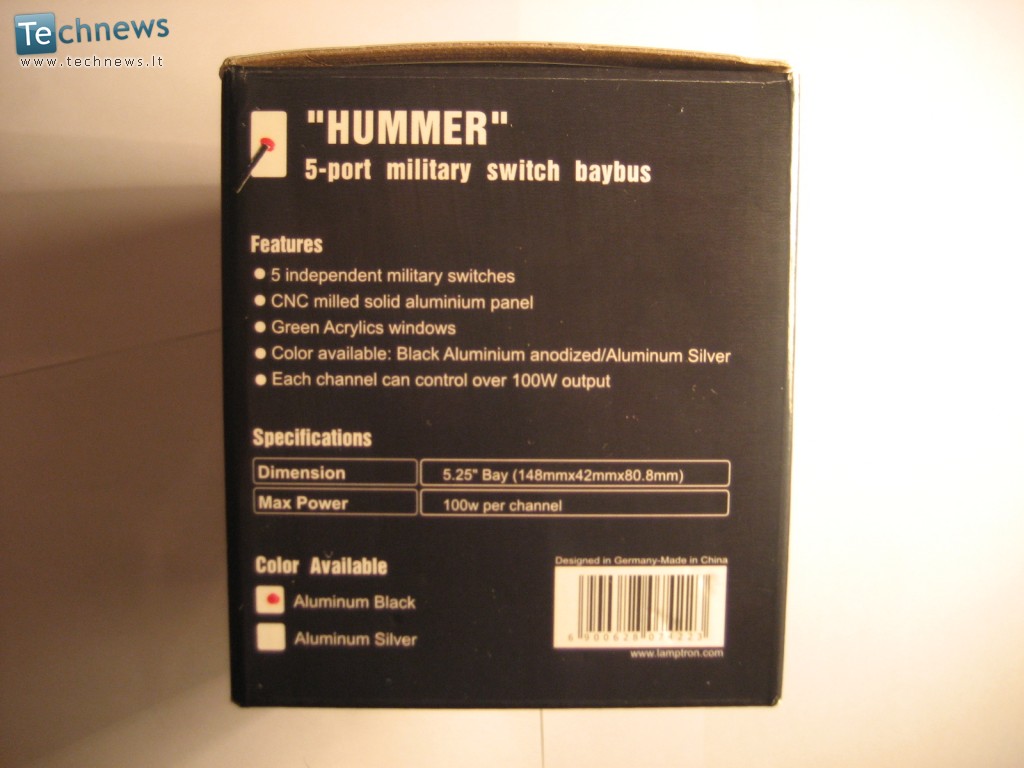 Technews
www.technews.lt
"HUMMER"
5-port military switch baybus
Features
5 independent military switches
CNC milled solid aluminium panel
Green Acrylics windows
Color available: Black Aluminium anodized/Aluminum Silver
Each channel can control over 100W output
Specifications
Dimension 5.25" Bay (148mmx42mmx80.8mm)
Max Power 100w per channel
Color Available
Aluminum Black
Aluminum Silver
Designed in Germany-Made in China
6 900628 074223
www.lamptron.com